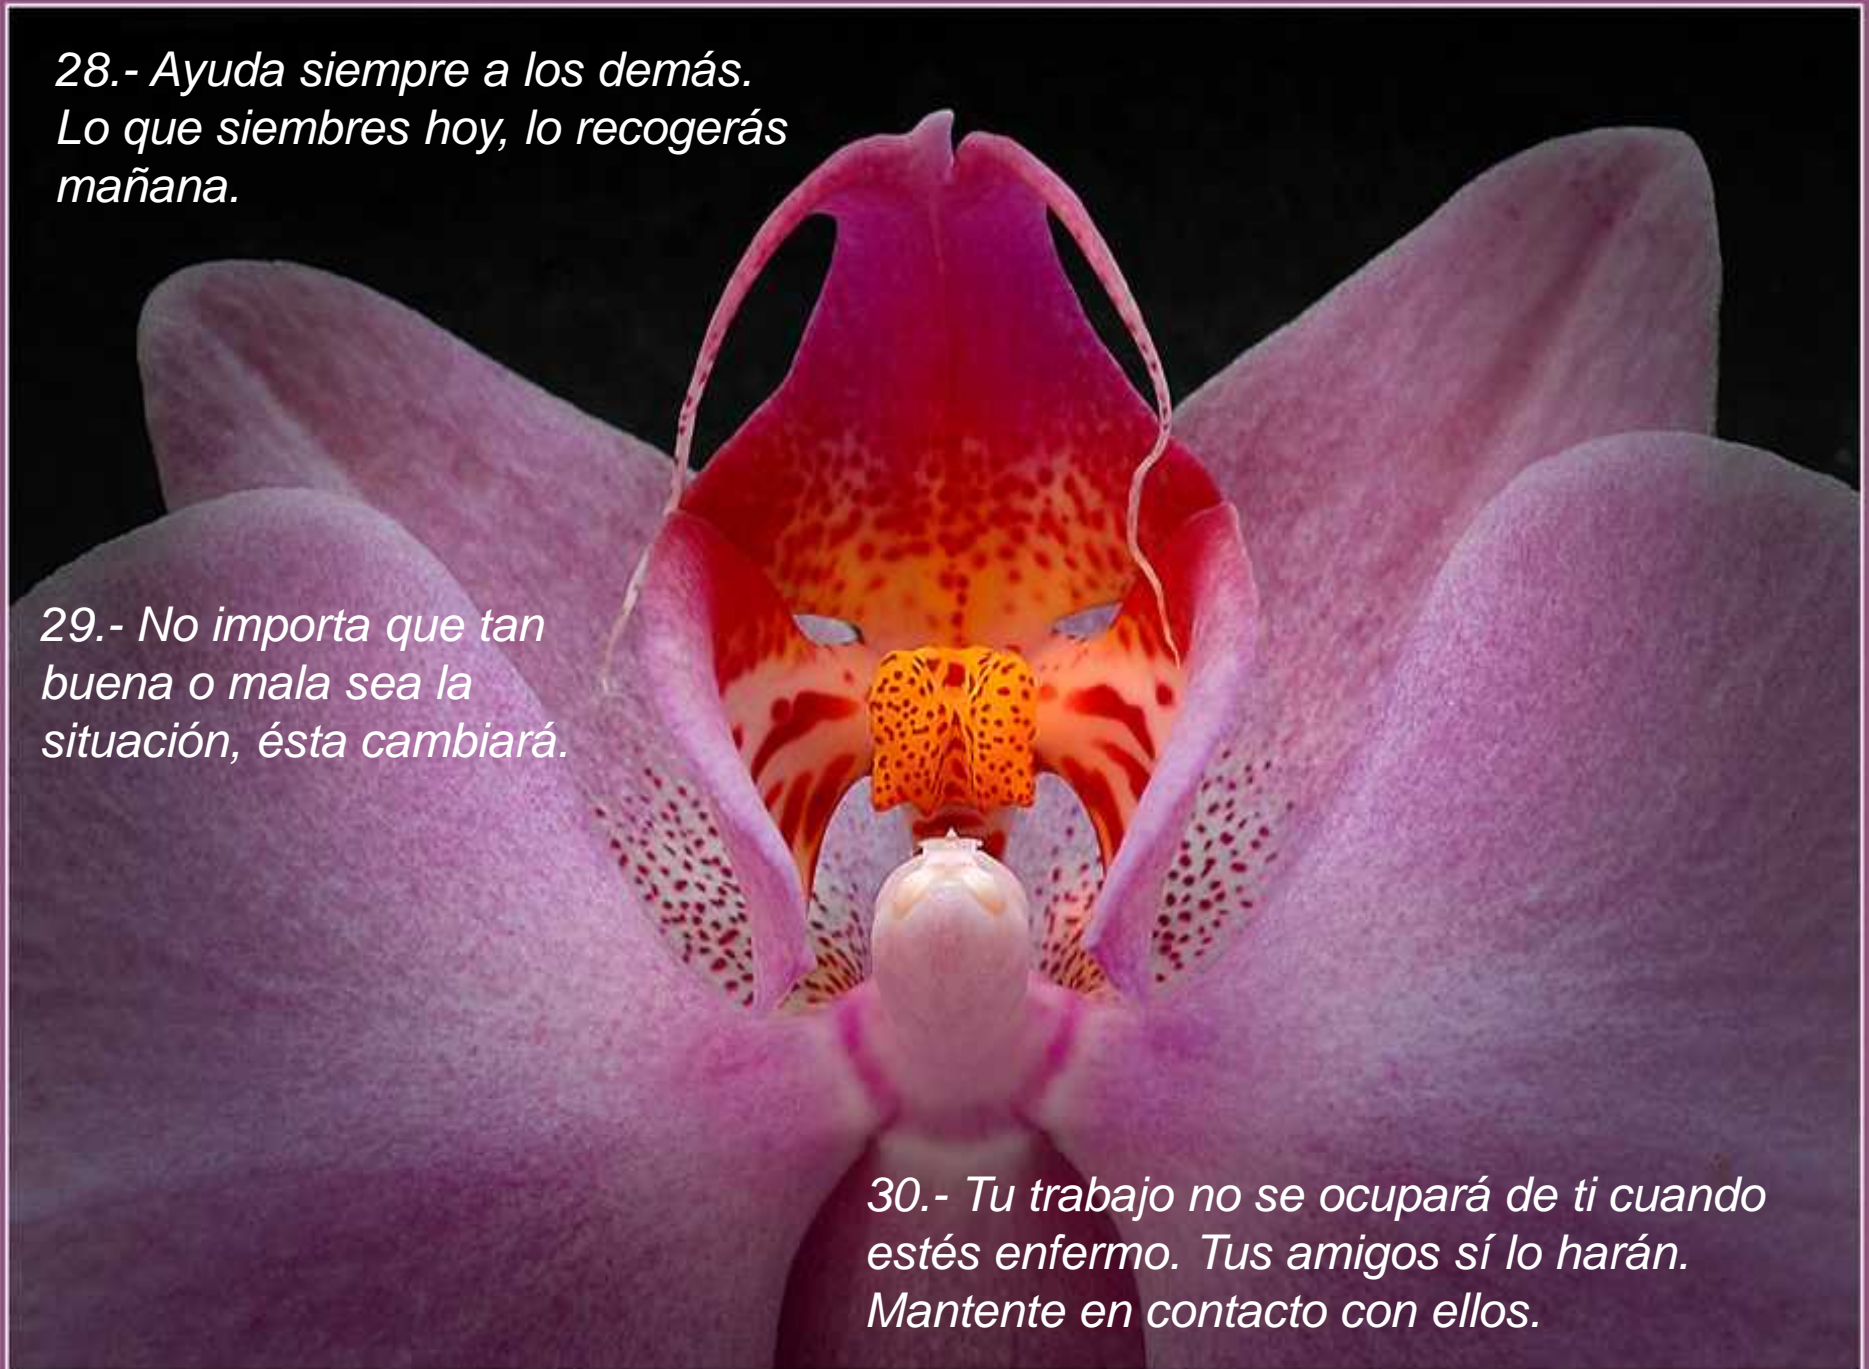 28.- Ayuda siempre a los demás.
Lo que siembres hoy, lo recogerás
mañana.
29.- No importa que tan
buena o mala sea la
situación, ésta cambiará.
30.- Tu trabajo no se ocupará de ti cuando
estés enfermo. Tus amigos sí lo harán.
Mantente en contacto con ellos.